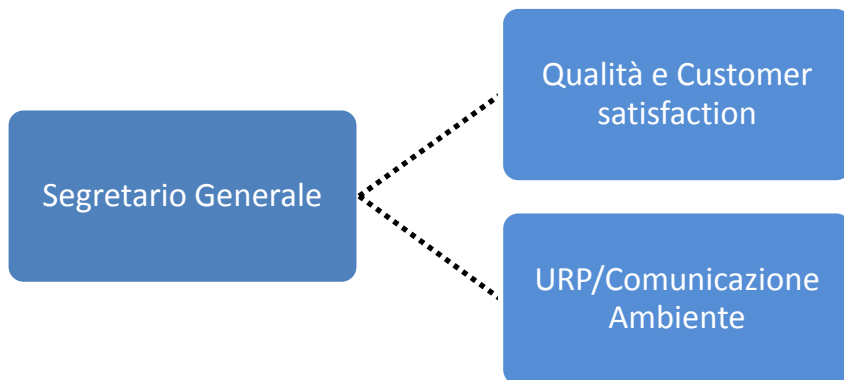 Qualità e Customer
satisfaction
Segretario Generale
URP/Comunicazione
Ambiente